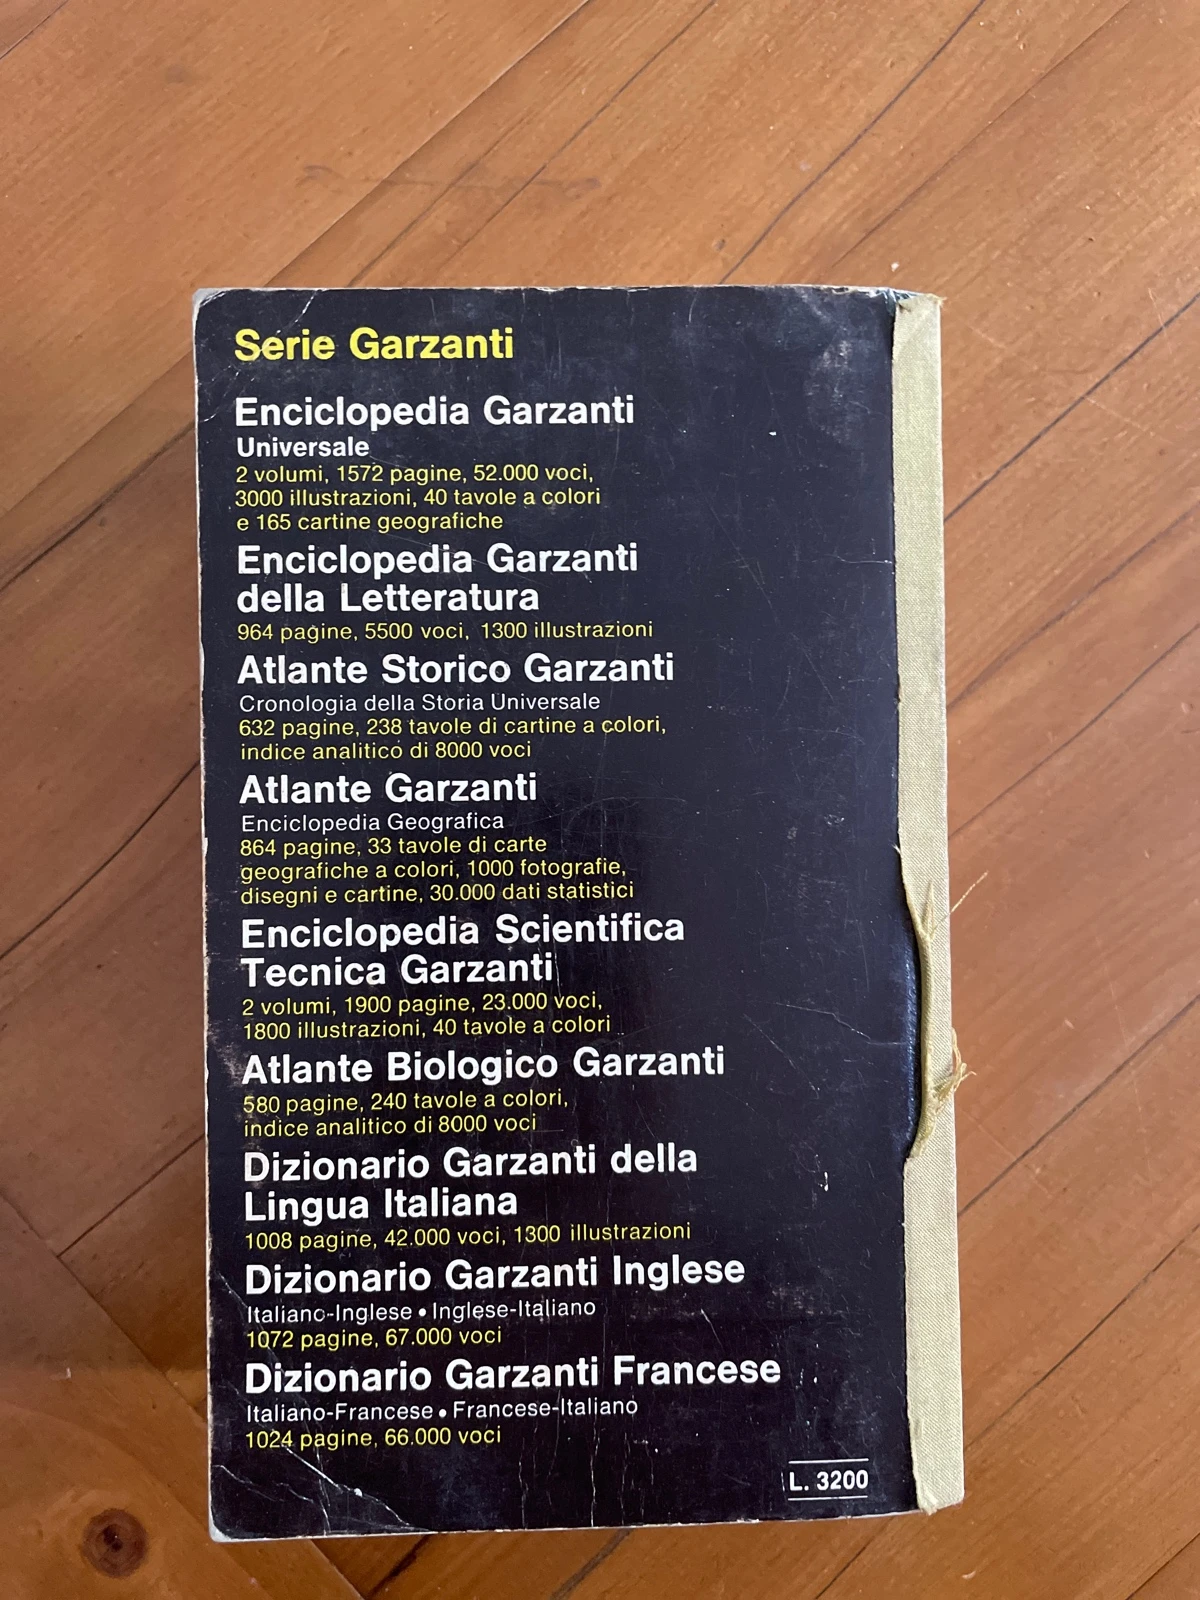 Serie Garzanti
Enciclopedia Garzanti
Universale
2 volumi, 1572 pagine, 52.000 voci,
3000 illustrazioni, 40 tavole a colori
e 165 cartine geografiche
Enciclopedia Garzanti
della Letteratura
964 pagine, 5500 voci, 1300 illustrazioni
Atlante Storico Garzanti
Cronologia della Storia Universale
632 pagine, 238 tavole di cartine a colori,
indice analitico di 8000 voci
Atlante Garzanti
Enciclopedia Geografica
864 pagine, 33 tavole di carte
geografiche a colori, 1000 fotografie,
disegni e cartine, 30.000 dati statistici
Enciclopedia Scientifica
Tecnica Garzanti
2 volumi, 1900 pagine, 23.000 voci,
1800 illustrazioni, 40 tavole a colori
Atlante Biologico Garzanti
580 pagine, 240 tavole a colori,
indice analitico di 8000 voci
Dizionario Garzanti della
Lingua Italiana
1008 pagine, 42.000 voci, 1300 illustrazioni
Dizionario Garzanti Inglese
Italiano-Inglese • Inglese-Italiano
1072 pagine, 67.000 voci
Dizionario Garzanti Francese
Italiano-Francese • Francese-Italiano
1024 pagine, 66.000 voci
L. 3200